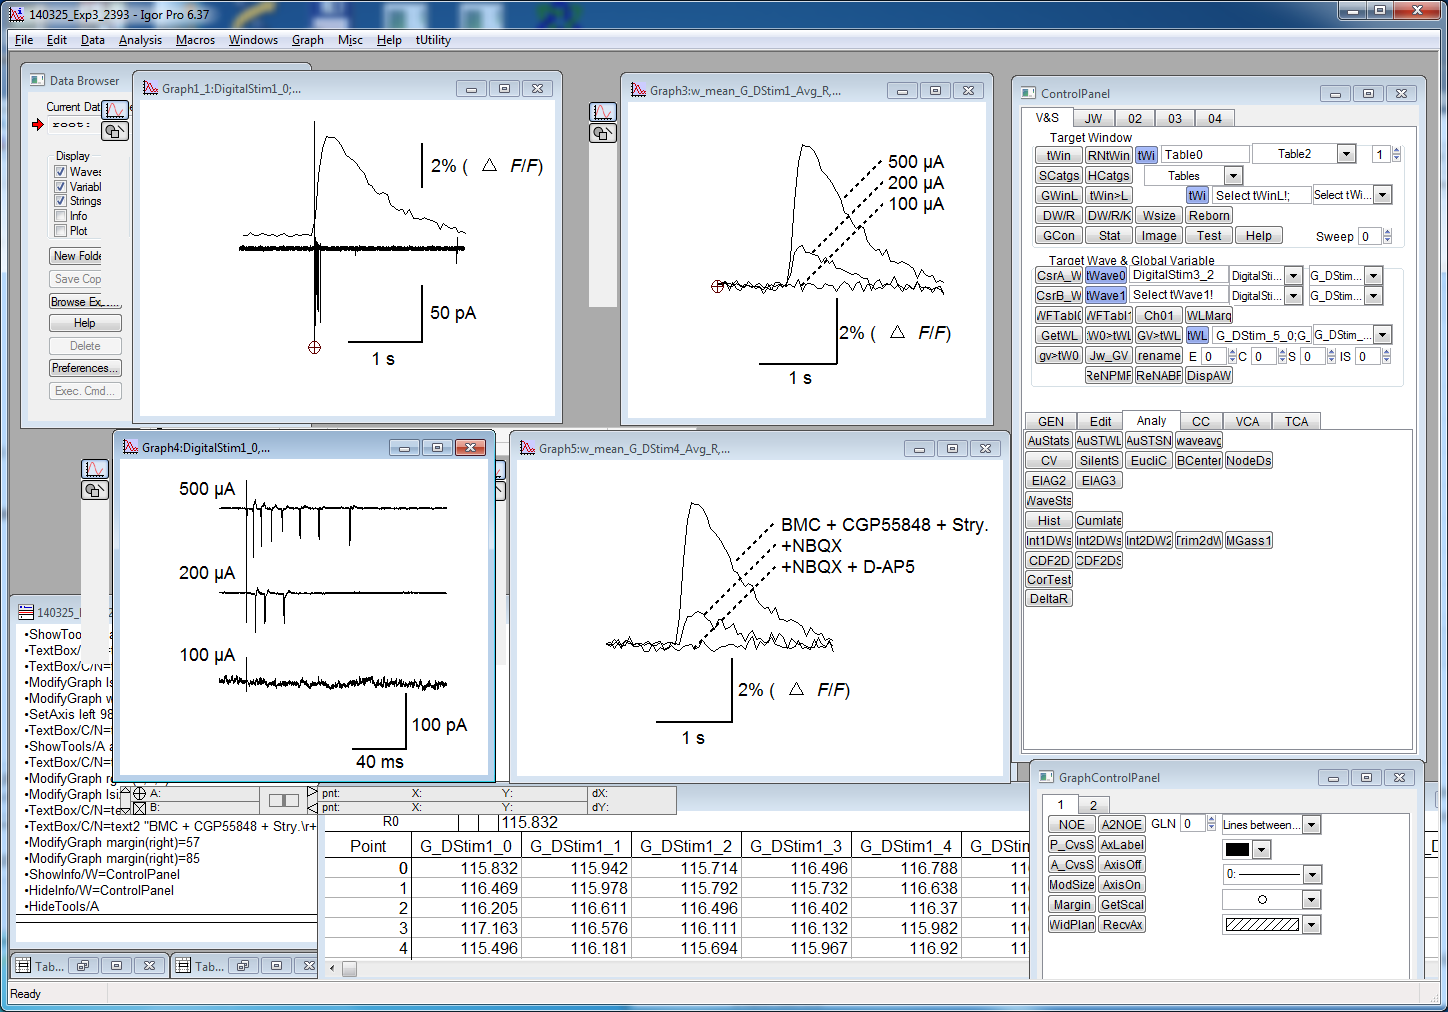 140325_Exp3_2393 - Igor Pro 6.37
File Edit Data Analysis Macros Windows Graph Misc Help tUtility
Data Browser
Current Dat
root:
Display
Waves
Variabl
Strings
Info
Plot
New Folde
Save Cop
Browse Ex
Help
Delete
Preferences...
Exec. Cmd...
Graph1_1:DigitalStim1_0;...
2% ( △ F/F)
50 pA
1 s
Graph3:w_mean_G_DStim1_Avg_R,...
500 µA
200 µA
100 µA
2% ( △ F/F)
1 s
Graph4:DigitalStim1_0,...
500 µA
200 µA
100 µA
100 pA
40 ms
Graph5:w_mean_G_DStim4_Avg_R,...
BMC + CGP55848 + Stry.
+NBQX
+NBQX + D-AP5
2% ( △ F/F)
1 s
ControlPanel
V&S JW 02 03 04
Target Window
tWin RNtWin tWi Table0 Table2 1
SCatgs HCatgs Tables
GWinL tWin>L tWi Select tWinL!; Select tWi...
DW/R DW/R/K Wsize Reborn
GCon Stat Image Test Help Sweep 0
Target Wave & Global Variable
CsrA_W tWave0 DigitalStim3_2 DigitalSti... G_DStim...
CsrB_W tWave1 Select tWave1! DigitalSti... G_DStim...
WFTabl0 WFTabl1 Ch01 WLMarq
GetWL W0>tWL GV>tWL tWL G_DStim_5_0;G_ G_DStim_...
gv>tW0 Jw_GV rename E 0 C 0 S 0 IS 0
ReNPMF ReNABF DispAW
GEN Edit Analy CC VCA TCA
AuStats AuSTWL AuSTSN waveavg
CV SilentS EucliC BCenter NodeDs
EIAG2 EIAG3
WaveSts
Hist Cumlate
Int1DWs Int2DWs Int2DW2 Trim2dW MGass1
CDF2D CDF2DS
CorTest
DeltaR
140325_
•ShowToo
•TextBox/
•TextBox/C/N=
•ModifyGraph ls
•ModifyGraph w
•SetAxis left 98
•TextBox/C/N=
•ShowTools/A a
•TextBox/C/N=
•ModifyGraph rg
•ModifyGraph lsiz
•TextBox/C/N=te
•TextBox/C/N=text2 "BMC + CGP55848 + Stry.\r+
•ModifyGraph margin(right)=57
•ModifyGraph margin(right)=85
•ShowInfo/W=ControlPanel
•HideInfo/W=ControlPanel
•HideTools/A
A: pnt: X: Y: dX:
B: pnt: X: Y: dY:
R0 115.832
Point G_DStim1_0 G_DStim1_1 G_DStim1_2 G_DStim1_3 G_DStim1_4 G_DStin
0 115.832 115.942 115.714 116.496 116.788 116
1 116.469 115.978 115.792 115.732 116.638 110
2 116.205 116.611 116.496 116.402 116.37 110
3 117.163 116.576 116.111 116.132 115.982 116
4 115.496 116.181 115.694 115.967 116.92 115
GraphControlPanel
1 2
NOE A2NOE GLN 0 Lines between...
P_CvsS AxLabel
A_CvsS AxisOff 0:
ModSize AxisOn
Margin GetScal
WidPlan RecvAx
Tab... Tab...
Ready